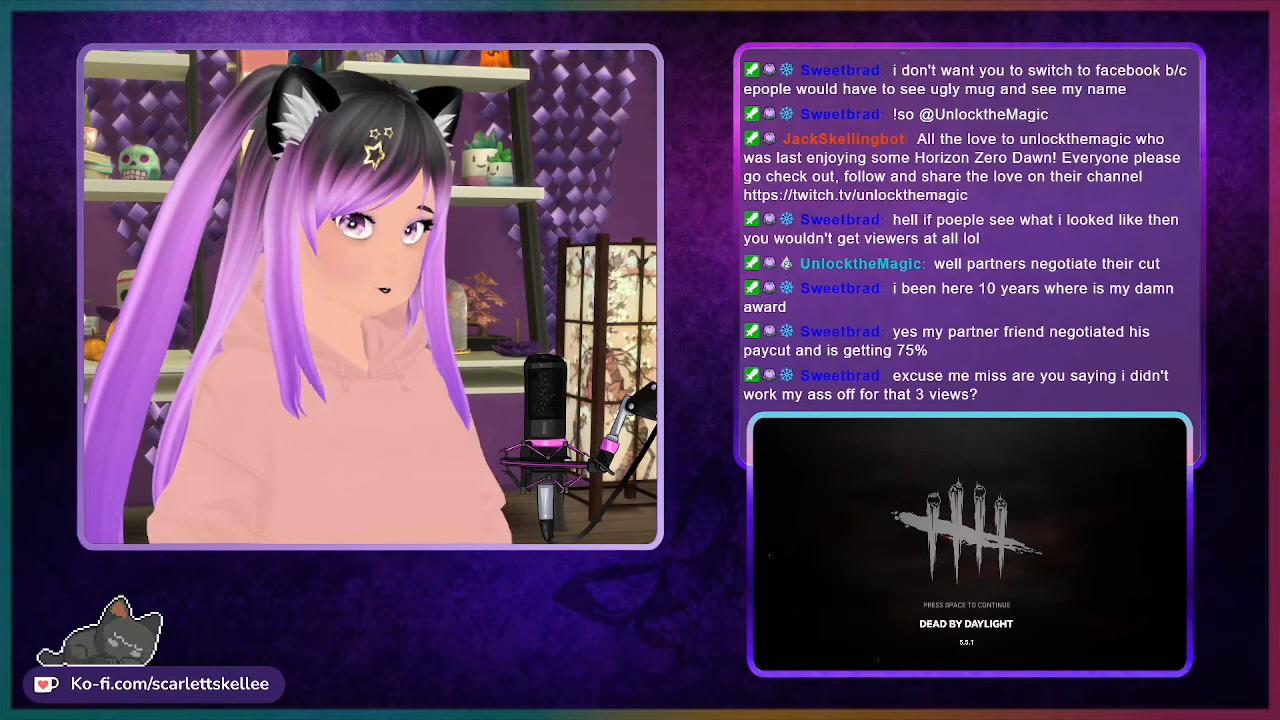 Sweetbrad: i don't want you to switch to facebook b/c
epople would have to see ugly mug and see my name
Sweetbrad: !so @UnlocktheMagic
JackSkellingbot: All the love to unlockthemagic who
was last enjoying some Horizon Zero Dawn! Everyone please
go check out, follow and share the love on their channel
https://twitch.tv/unlockthemagic
Sweetbrad: hell if poeple see what i looked like then
you wouldn't get viewers at all lol
UnlocktheMagic: well partners negotiate their cut
Sweetbrad: i been here 10 years where is my damn
award
Sweetbrad: yes my partner friend negotiated his
paycut and is getting 75%
Sweetbrad: excuse me miss are you saying i didn't
work my ass off for that 3 views?
PRESS SPACE TO CONTINUE
DEAD BY DAYLIGHT
5.5.1
Ko-fi.com/scarlettskellee